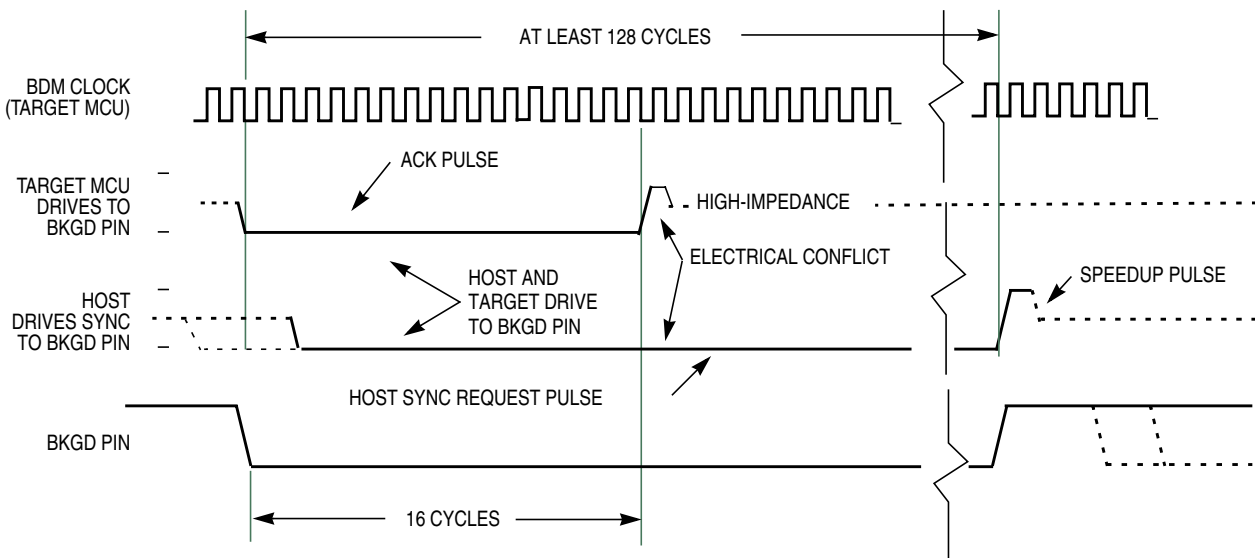 AT LEAST 128 CYCLES
BDM CLOCK
(TARGET MCU)
ACK PULSE
TARGET MCU
DRIVES TO
BKGD PIN
HIGH-IMPEDANCE
ELECTRICAL CONFLICT
HOST AND
TARGET DRIVE
TO BKGD PIN
SPEEDUP PULSE
HOST
DRIVES SYNC
TO BKGD PIN
HOST SYNC REQUEST PULSE
BKGD PIN
16 CYCLES